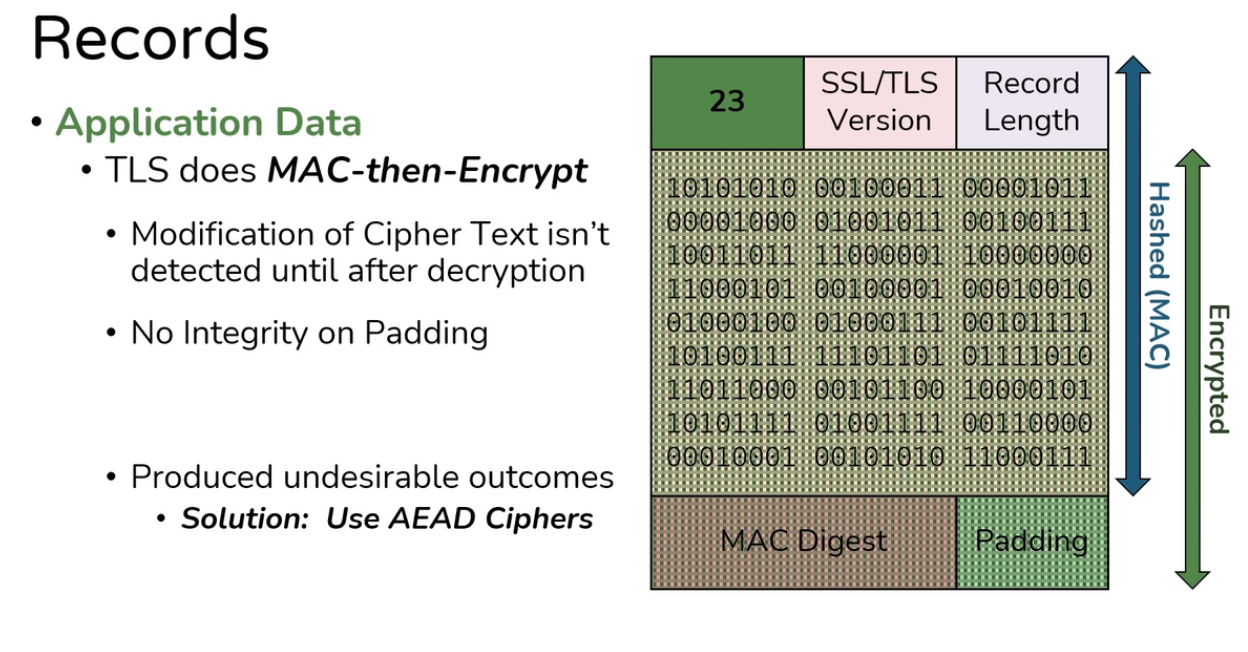 Records
• Application Data
• TLS does MAC-then-Encrypt
• Modification of Cipher Text isn’t
detected until after decryption
• No Integrity on Padding
• Produced undesirable outcomes
• Solution: Use AEAD Ciphers
23
SSL/TLS
Version
Record
Length
10101010 00100011 00001011
00001000 01001011 00100111
10011011 11000001 10000000
11000101 00100001 00010010
01000100 01000111 00101111
10100111 11101101 01111010
11011000 00101100 10000101
10101111 01001111 00110000
00010001 00101010 11000111
MAC Digest
Padding
Hashed (MAC)
Encrypted